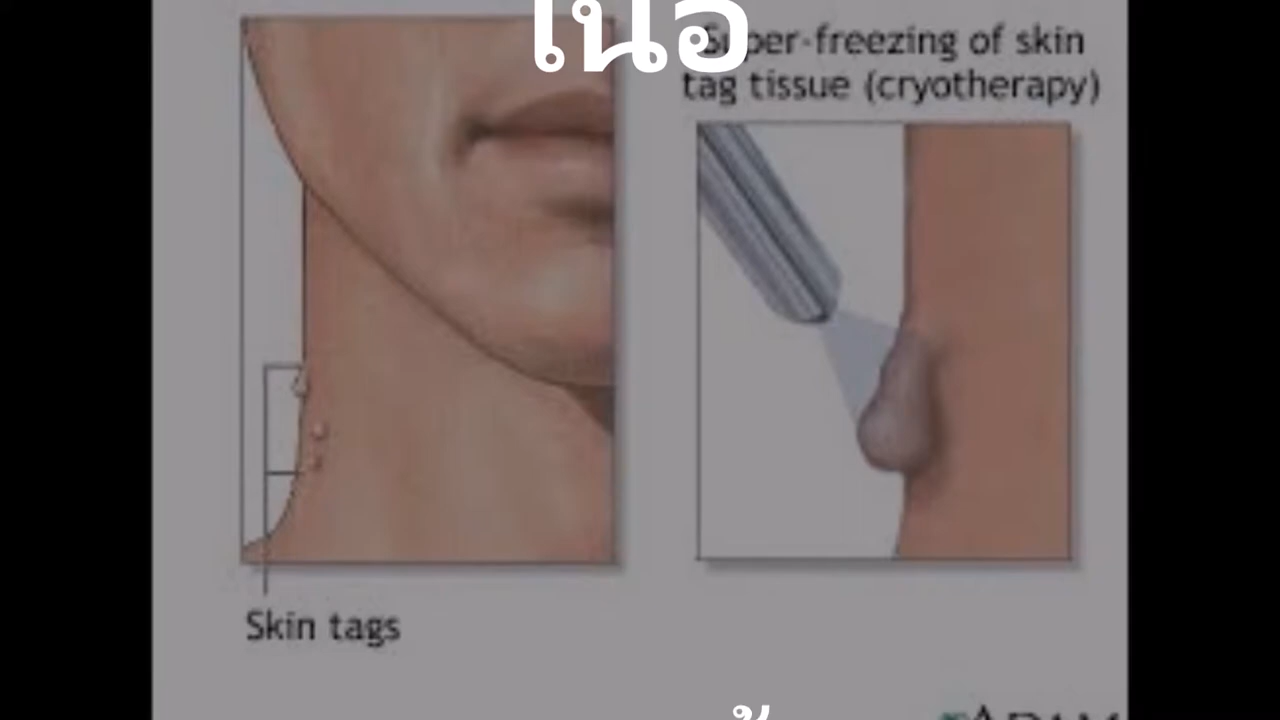 เนื้อ
Super-freezing of skin
tag tissue (cryotherapy)
Skin tags